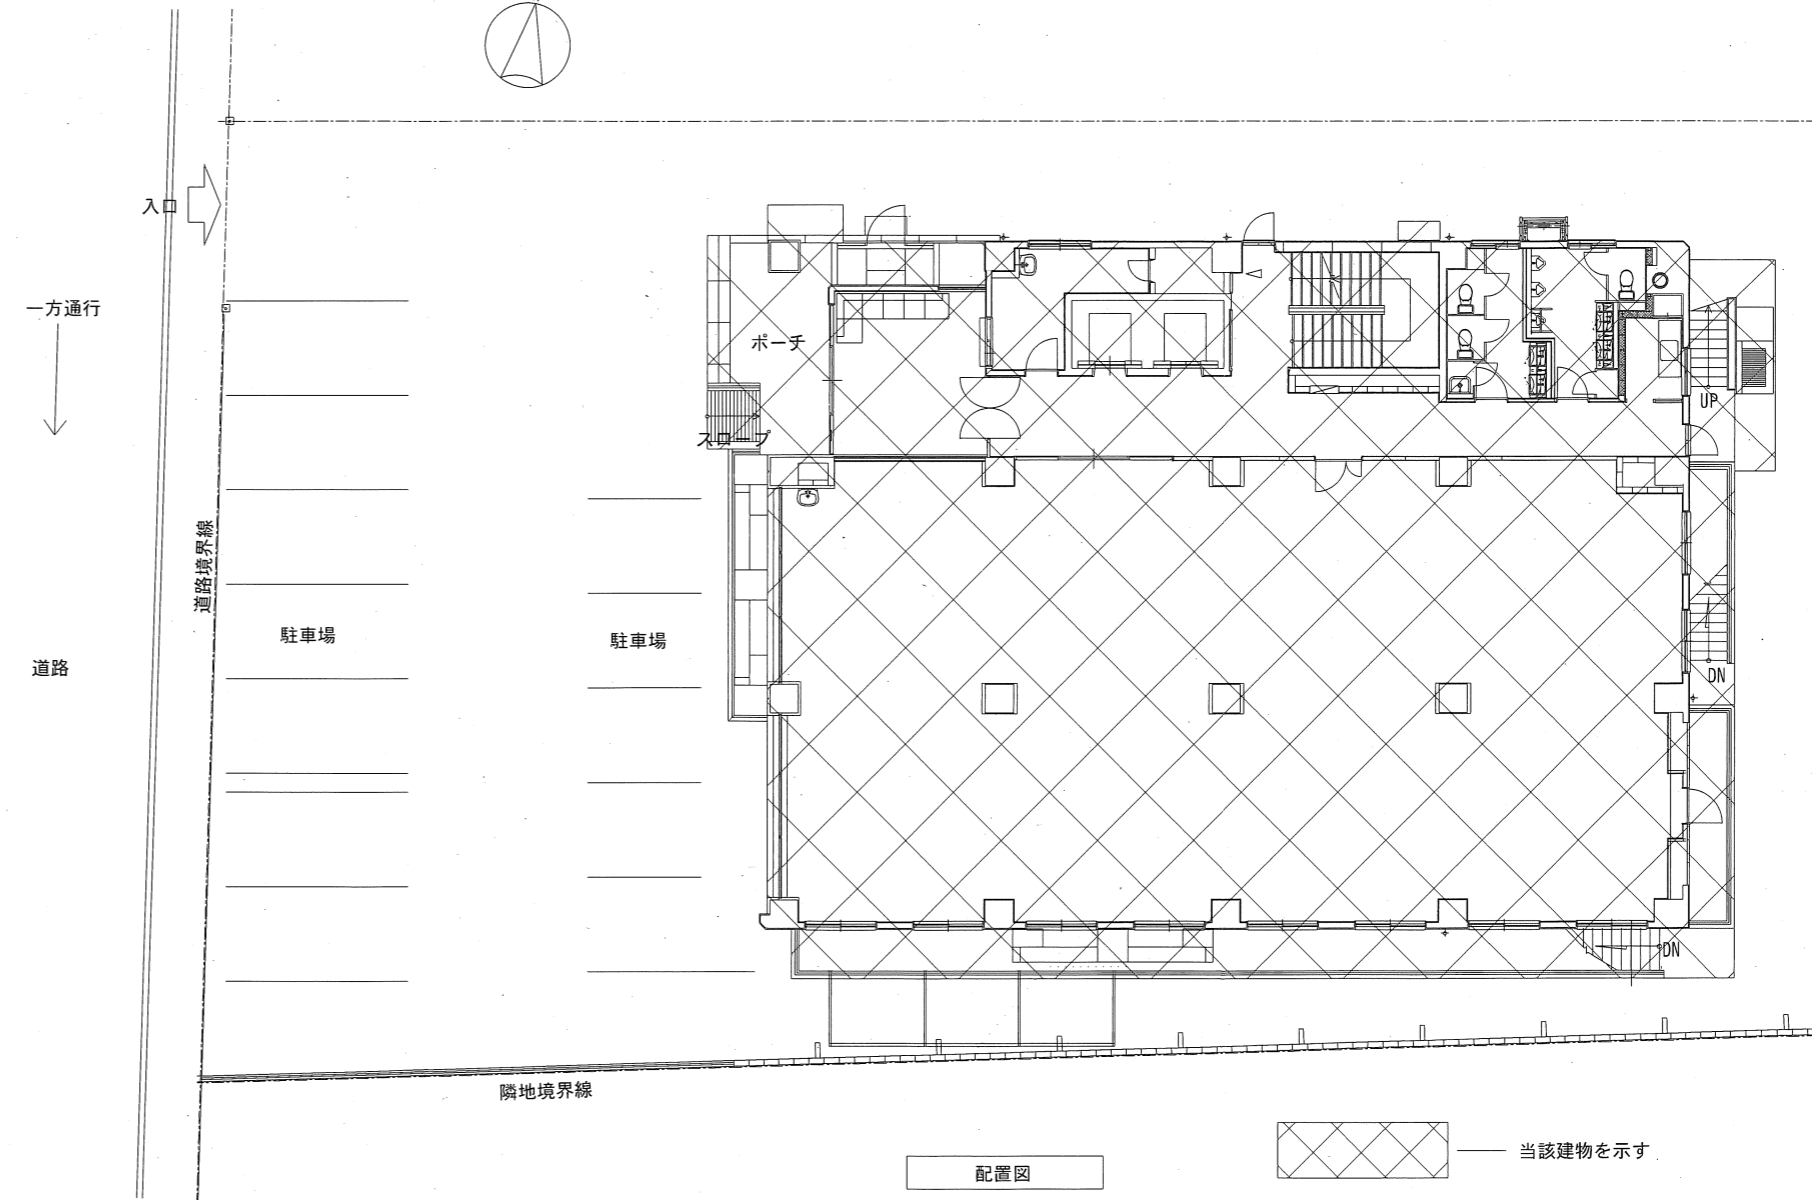 入口
一方通行
ポーチ
スロープ
UP
道路境界線
駐車場
駐車場
道路
DN
DN
隣地境界線
当該建物を示す
配置図